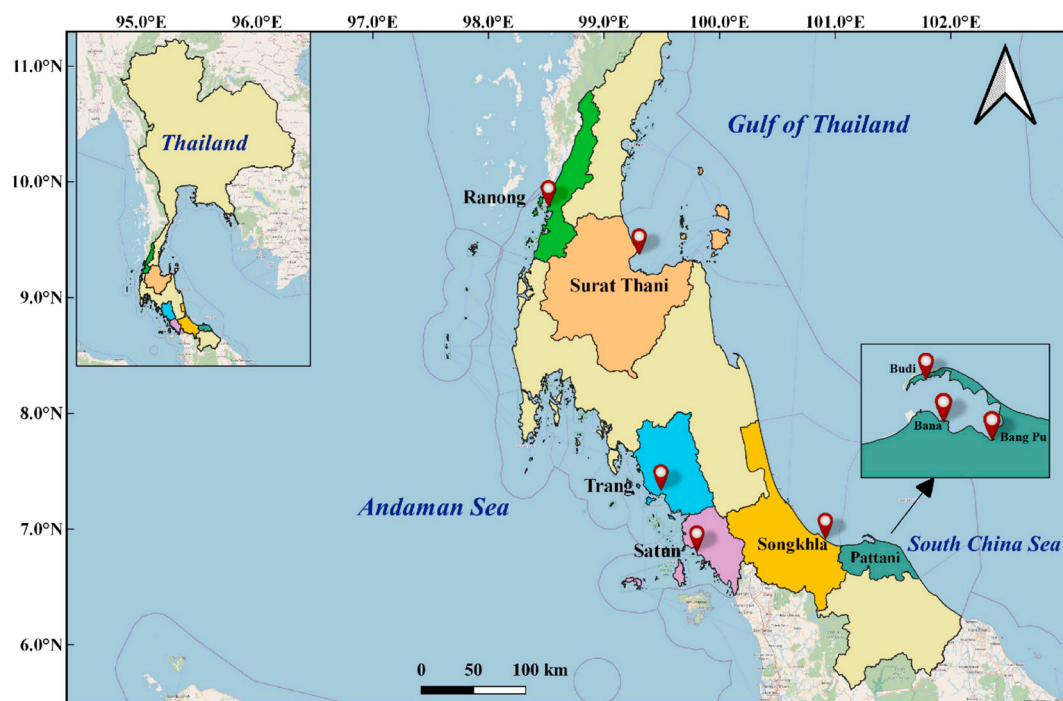 95.0°E 96.0°E 97.0°E 98.0°E 99.0°E 100.0°E 101.0°E 102.0°E
11.0°N
10.0°N
9.0°N
8.0°N
7.0°N
6.0°N
Thailand
Gulf of Thailand
Ranong
Surat Thani
Budi
Bana
Bang Pu
Trang
Andaman Sea
Satun
Songkhla
Pattani
South China Sea
0 50 100 km